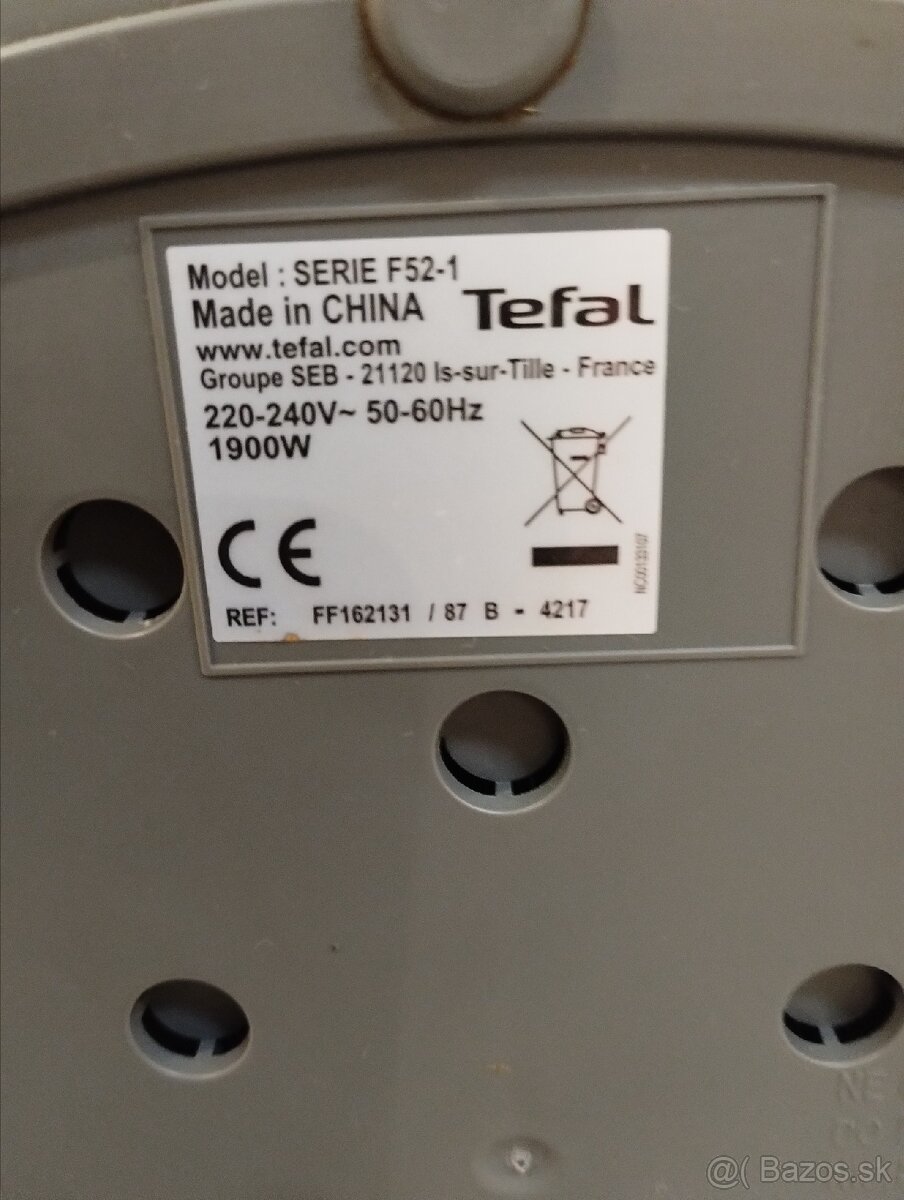 Model : SERIE F52-1
Made in CHINA
Tefal
www.tefal.com
Groupe SEB - 21120 Is-sur-Tille - France
220-240V~ 50-60Hz
1900W
CE
REF: FF162131 / 87 B - 4217
NE
@( Bazos.sk